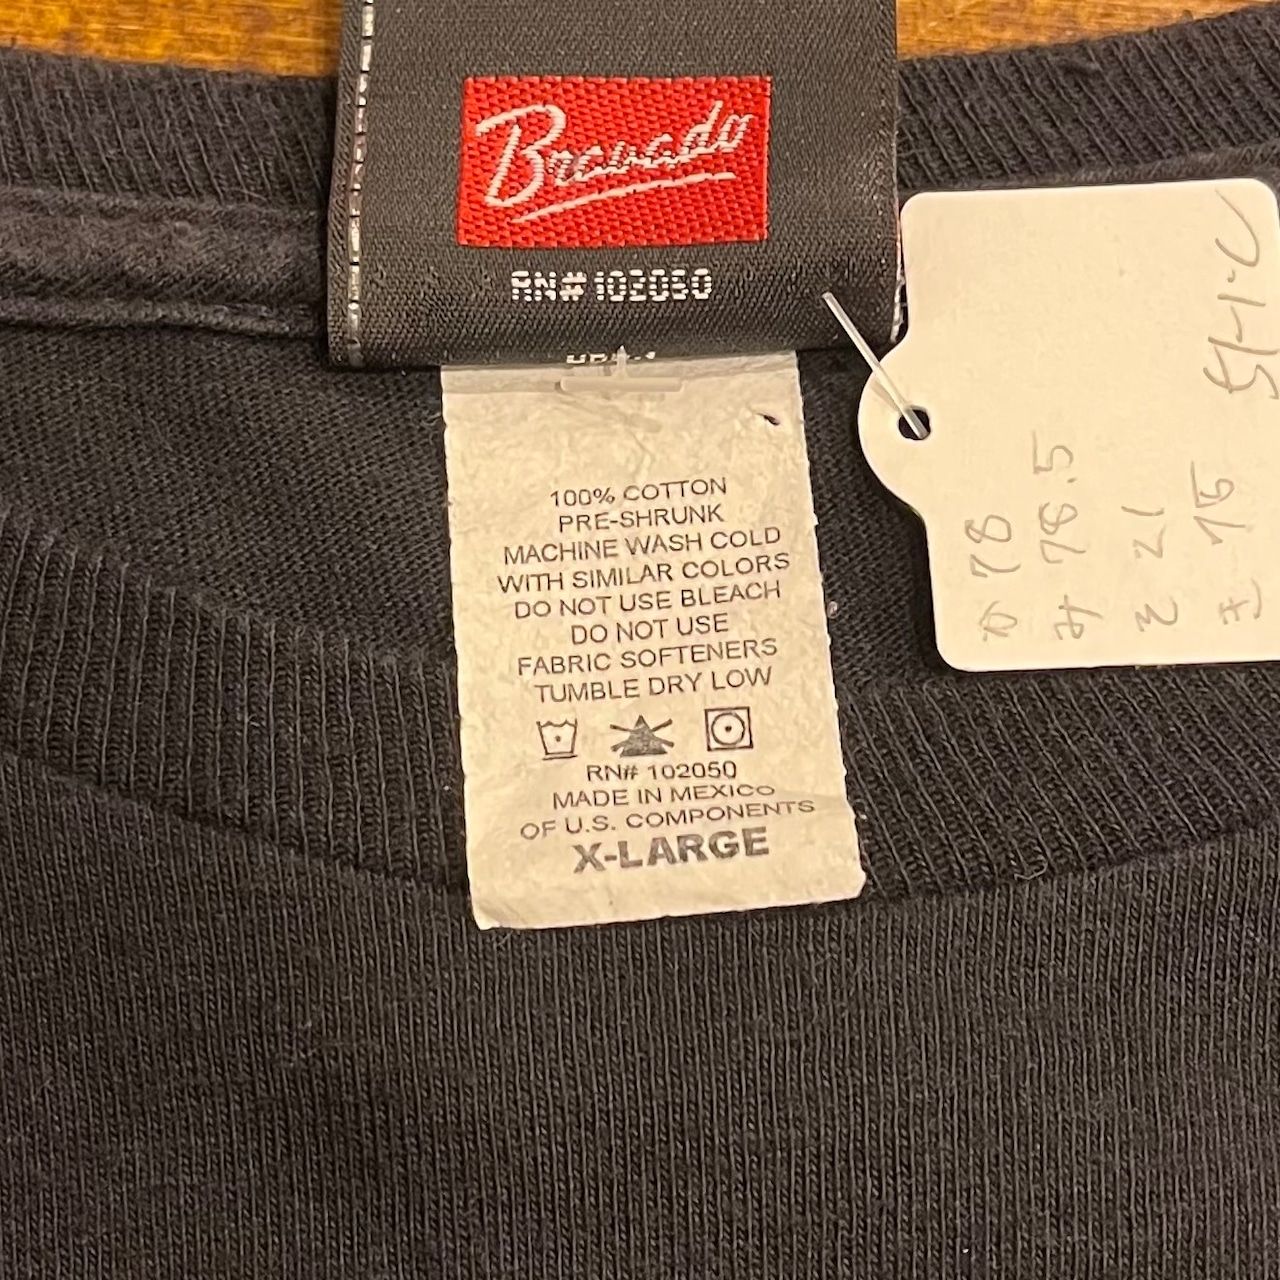 Bravado
RN#102050
100% COTTON
PRE-SHRUNK
MACHINE WASH COLD
WITH SIMILAR COLORS
DO NOT USE BLEACH
DO NOT USE
FABRIC SOFTENERS
TUMBLE DRY LOW
RN# 102050
MADE IN MEXICO
OF U.S. COMPONENTS
X-LARGE
78
78.5
21
75